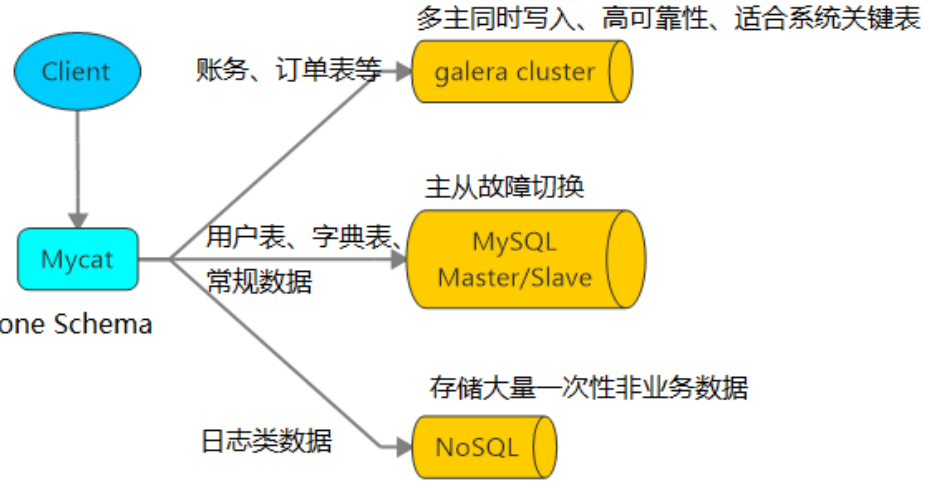 多主同时写入、高可靠性、适合系统关键表
Client
账务、订单表等
galera cluster
主从故障切换
用户表、字典表、
常规数据
MySQL
Master/Slave
Mycat
one Schema
存储大量一次性非业务数据
日志类数据
NoSQL